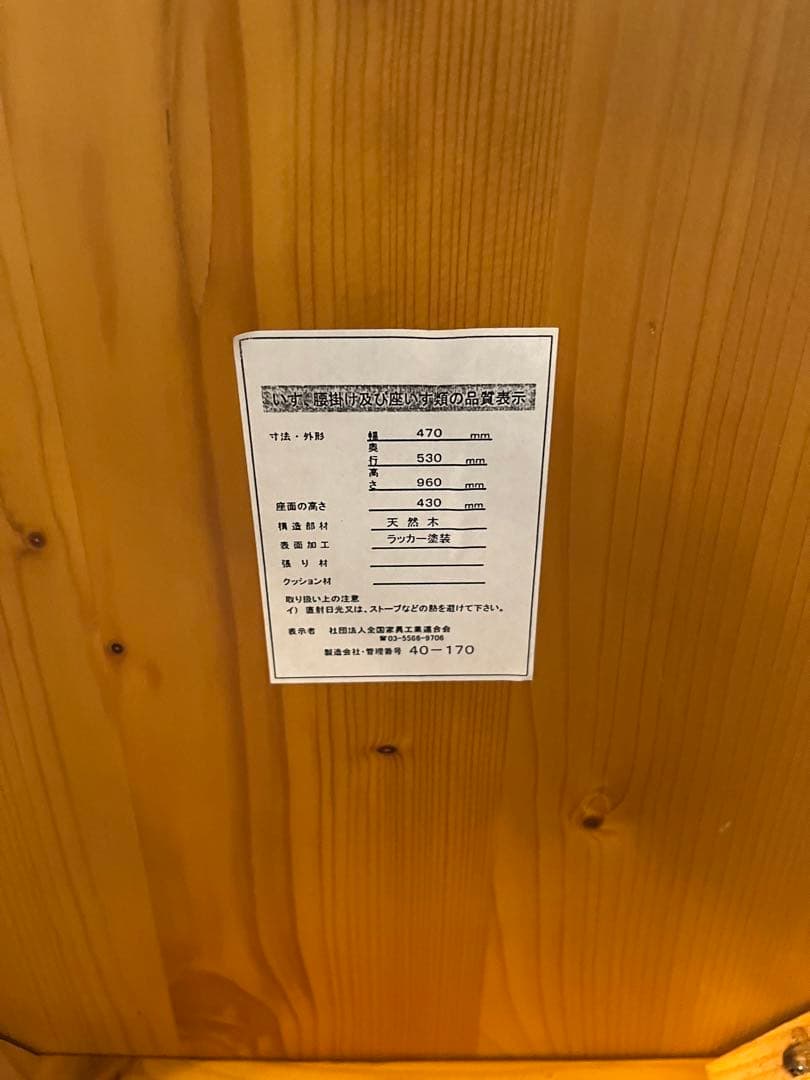 いす、腰掛け及び座いす類の品質表示
寸法・外形 幅 470 mm
奥行 530 mm
高さ 960 mm
座面の高さ 430 mm
構造部材 天然木
表面加工 ラッカー塗装
張り材
クッション材
取り扱い上の注意
イ) 直射日光又は、ストーブなどの熱を避けて下さい。
表示者 社団法人全国家具工業連合会
☎03-5566-9706
製造会社・管理番号 40-170